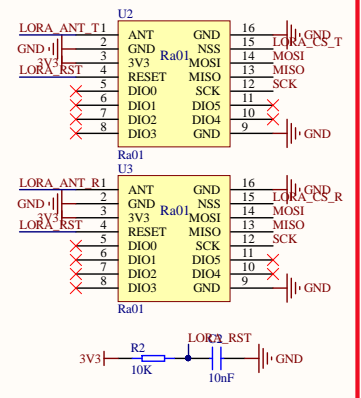 U2
LORA_ANT_T 1 ANT GND 16 GND
GND 2 GND NSS 15 LORA_CS_T
3V3 3 3V3 Ra01 MOSI 14 MOSI
LORA_RST 4 RESET MISO 13 MISO
5 DIO0 SCK 12 SCK
6 DIO1 DIO5 11
7 DIO2 DIO4 10
8 DIO3 GND 9 GND
Ra01
U3
LORA_ANT_R 1 ANT GND 16 GND
GND 2 GND NSS 15 LORA_CS_R
3V3 3 3V3 Ra01 MOSI 14 MOSI
LORA_RST 4 RESET MISO 13 MISO
5 DIO0 SCK 12 SCK
6 DIO1 DIO5 11
7 DIO2 DIO4 10
8 DIO3 GND 9 GND
Ra01
R2 LORA_RST
3V3 GND
10K 10nF